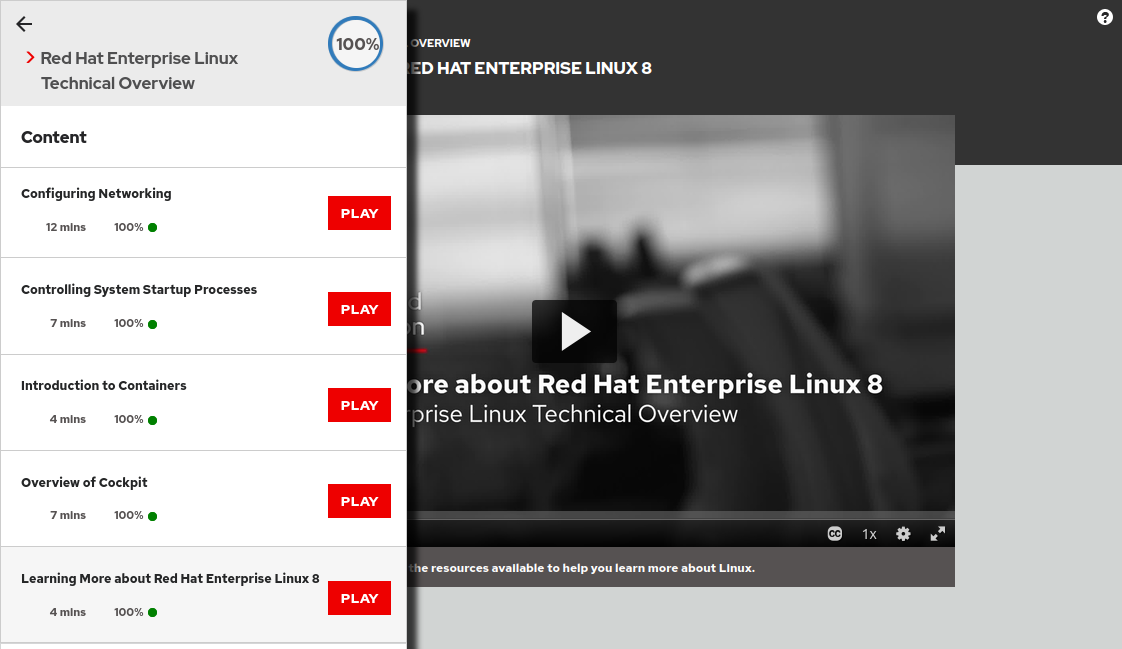 Red Hat Enterprise Linux
Technical Overview
100%
Content
Configuring Networking
12 mins 100%
PLAY
Controlling System Startup Processes
7 mins 100%
PLAY
Introduction to Containers
4 mins 100%
PLAY
Overview of Cockpit
7 mins 100%
PLAY
Learning More about Red Hat Enterprise Linux 8
4 mins 100%
PLAY
OVERVIEW
RED HAT ENTERPRISE LINUX 8
?
ore about Red Hat Enterprise Linux 8
rprise Linux Technical Overview
CC 1x
the resources available to help you learn more about Linux.